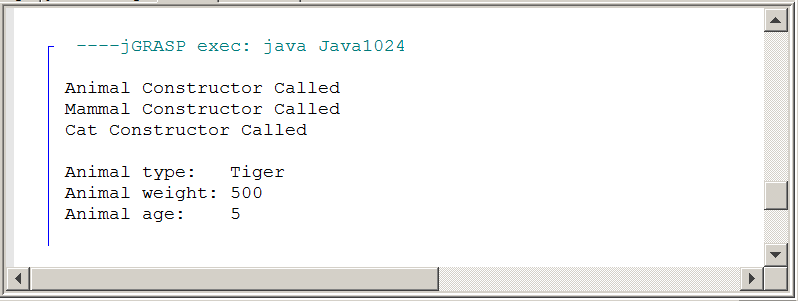 ----jGRASP exec: java Java1024
Animal Constructor Called
Mammal Constructor Called
Cat Constructor Called
Animal type:   Tiger
Animal weight: 500
Animal age:    5